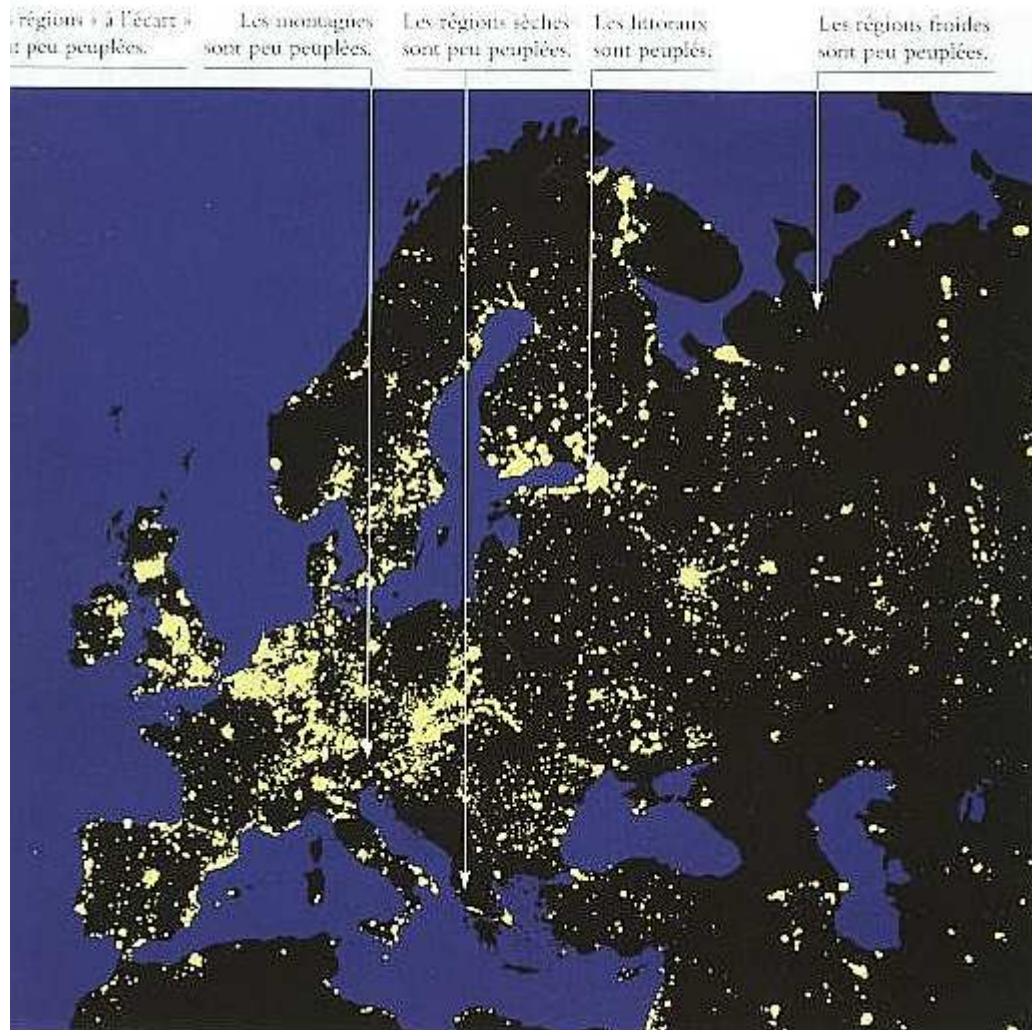 régions « à l'écart »
t peu peuplées.
Les montagnes
sont peu peuplées.
Les régions sèches
sont peu peuplées.
Les littoraux
sont peuplés.
Les régions froides
sont peu peuplées.